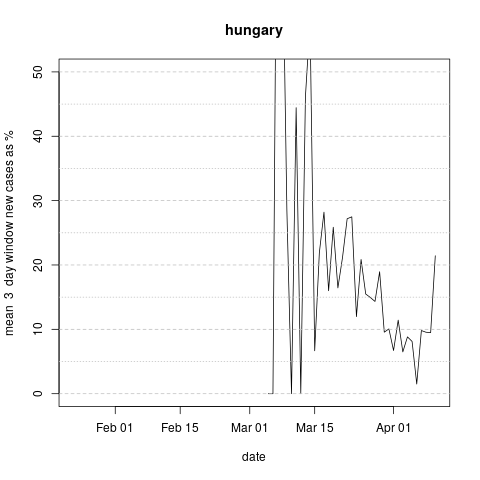 hungary
mean  3  day window new cases as %
50
40
30
20
10
0
Feb 01
Feb 15
Mar 01
Mar 15
Apr 01
date